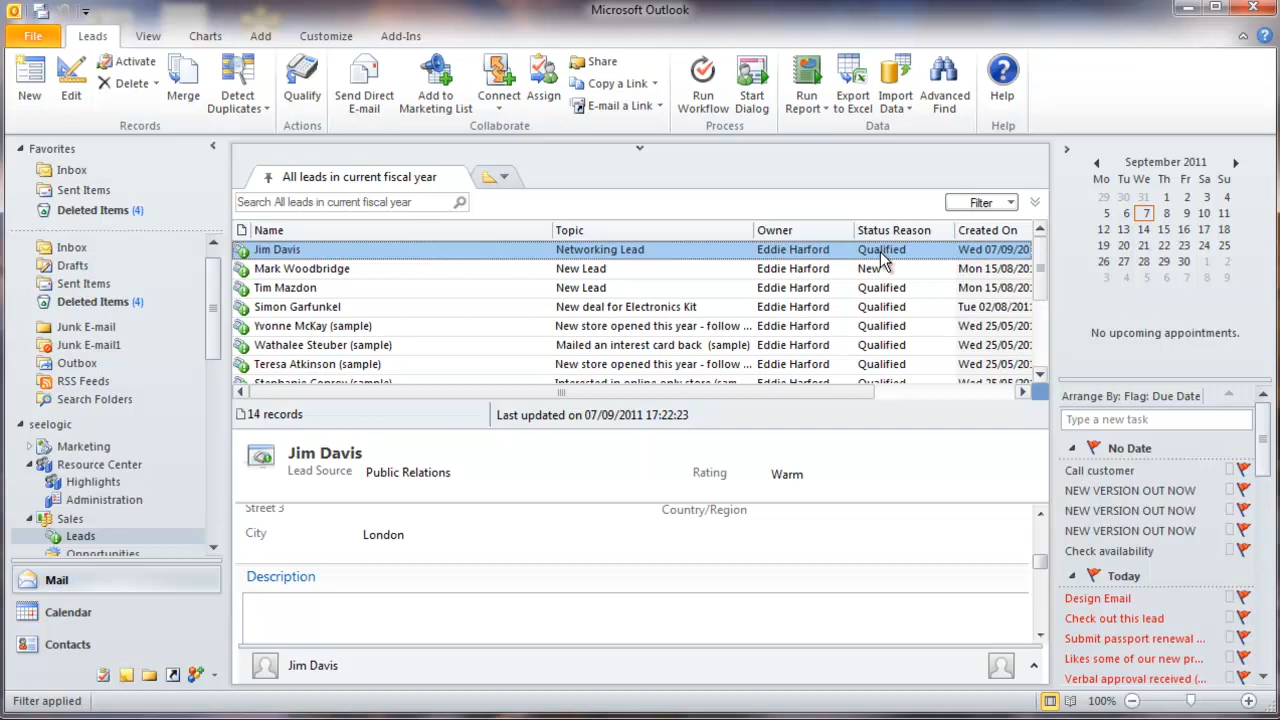 Microsoft Outlook
File
Leads
View
Charts
Add
Customize
Add-Ins
New
Edit
Activate
Delete
Merge
Detect
Duplicates
Records
Qualify
Actions
Send Direct
E-mail
Add to
Marketing List
Connect
Assign
Share
Copy a Link
E-mail a Link
Collaborate
Run
Workflow
Start
Dialog
Process
Run
Report
Export
to Excel
Import
Data
Advanced
Find
Data
Help
Help
Favorites
Inbox
Sent Items
Deleted Items (4)
Inbox
Drafts
Sent Items
Deleted Items (4)
Junk E-mail
Junk E-mail1
Outbox
RSS Feeds
Search Folders
seelogic
Marketing
Resource Center
Highlights
Administration
Sales
Leads
Opportunities
Mail
Calendar
Contacts
All leads in current fiscal year
Search All leads in current fiscal year
Filter
Name Topic Owner Status Reason Created On
Jim Davis Networking Lead Eddie Harford Qualified Wed 07/09/20
Mark Woodbridge New Lead Eddie Harford New Mon 15/08/20
Tim Mazdon New Lead Eddie Harford Qualified Mon 15/08/20
Simon Garfunkel New deal for Electronics Kit Eddie Harford Qualified Tue 02/08/20
Yvonne McKay (sample) New store opened this year - follow ... Eddie Harford Qualified Wed 25/05/20
Wathalee Steuber (sample) Mailed an interest card back (sample) Eddie Harford Qualified Wed 25/05/20
Teresa Atkinson (sample) New store opened this year - follow ... Eddie Harford Qualified Wed 25/05/20
Stephanie Conroy (sample) Interested in online only store (sam... Eddie Harford Qualified Wed 25/05/20
14 records
Last updated on 07/09/2011 17:22:23
Jim Davis
Lead Source Public Relations Rating Warm
Street 3 Country/Region
City London
Description
Jim Davis
September 2011
Mo Tu We Th Fr Sa Su
29 30 31 1 2 3 4
5 6 7 8 9 10 11
12 13 14 15 16 17 18
19 20 21 22 23 24 25
26 27 28 29 30 1 2
3 4 5 6 7 8 9
No upcoming appointments.
Arrange By: Flag: Due Date
Type a new task
No Date
Call customer
NEW VERSION OUT NOW
NEW VERSION OUT NOW
NEW VERSION OUT NOW
Check availability
Today
Design Email
Check out this lead
Submit passport renewal ...
Likes some of our new pr...
Verbal approval received (...
Filter applied
100%